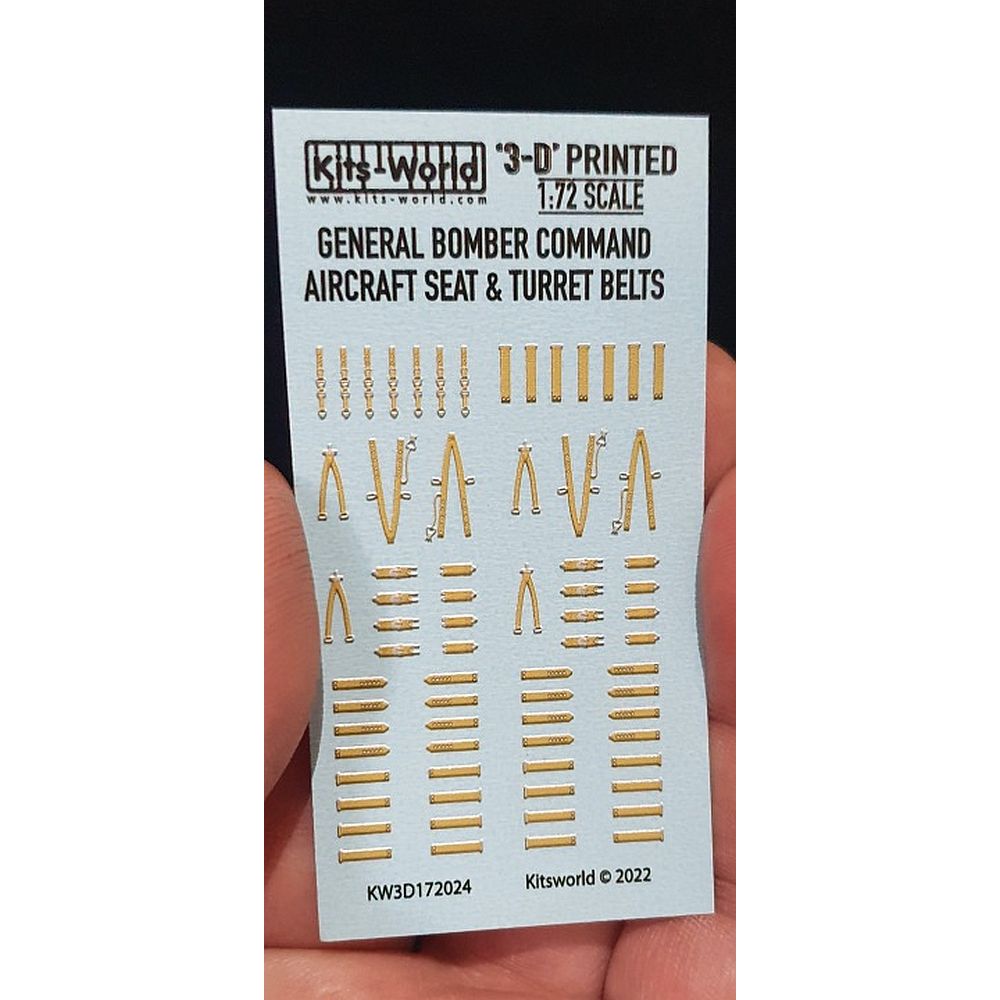 Kits-World
www.kits-world.com
"3-D" PRINTED
1:72 SCALE
GENERAL BOMBER COMMAND
AIRCRAFT SEAT & TURRET BELTS
KW3D172024
Kitsworld © 2022